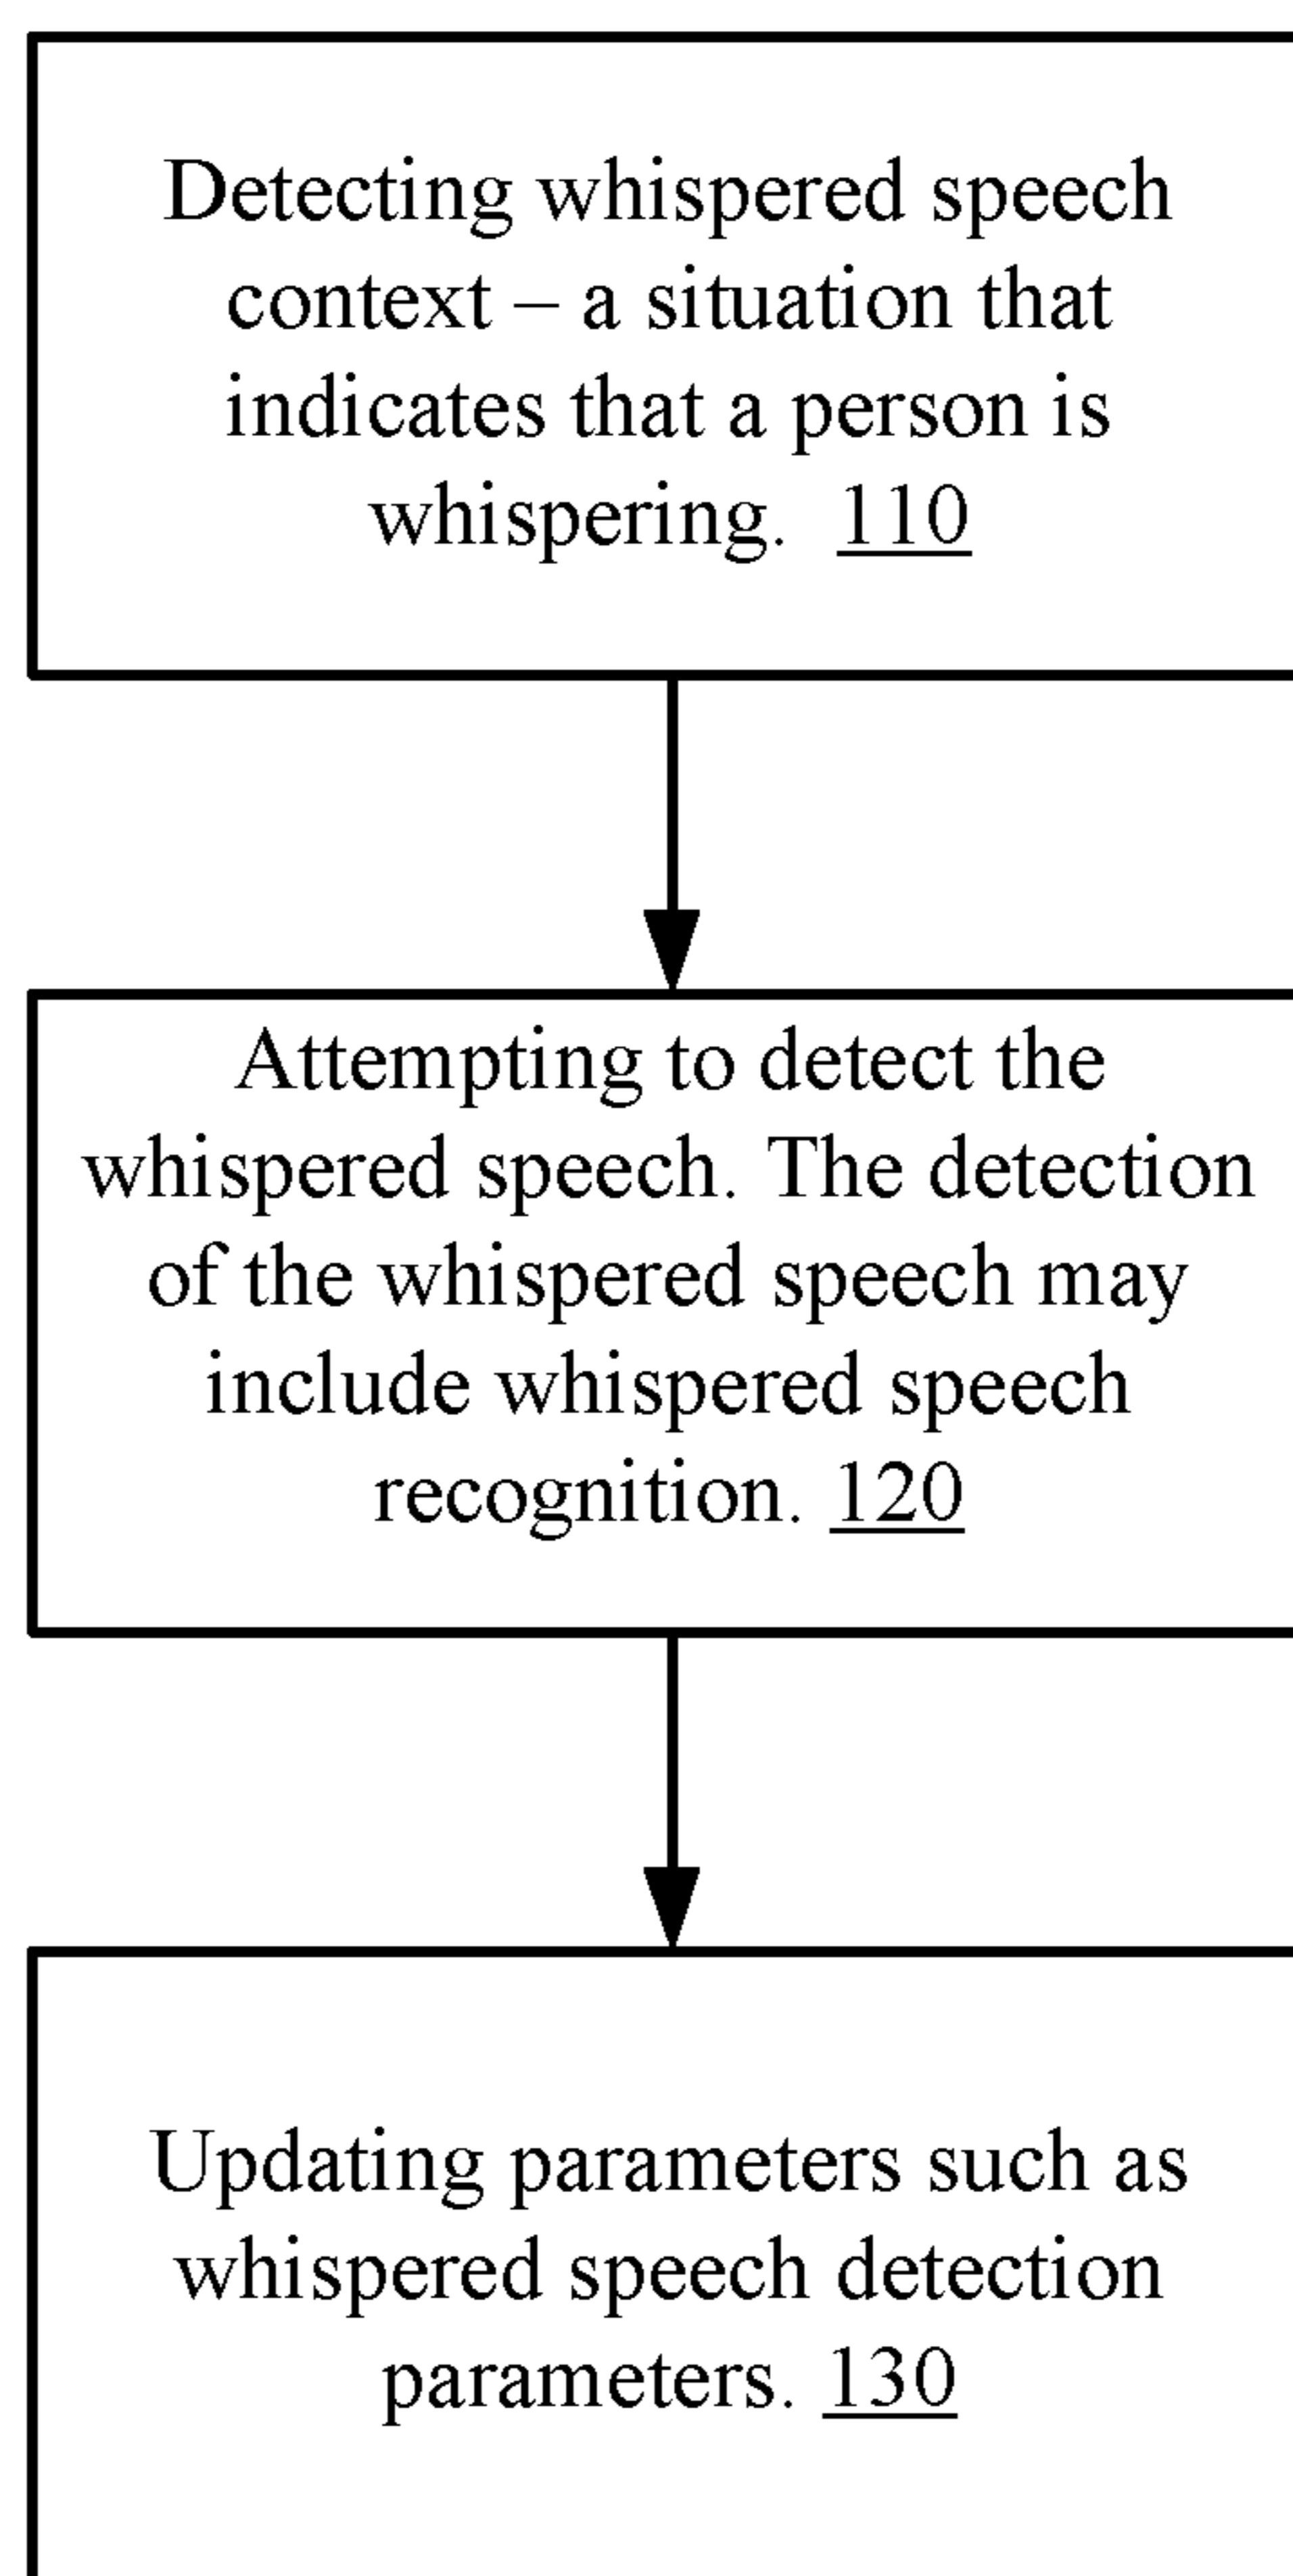 Detecting whispered speech
context – a situation that
indicates that a person is
whispering. 110
Attempting to detect the
whispered speech. The detection
of the whispered speech may
include whispered speech
recognition. 120
Updating parameters such as
whispered speech detection
parameters. 130